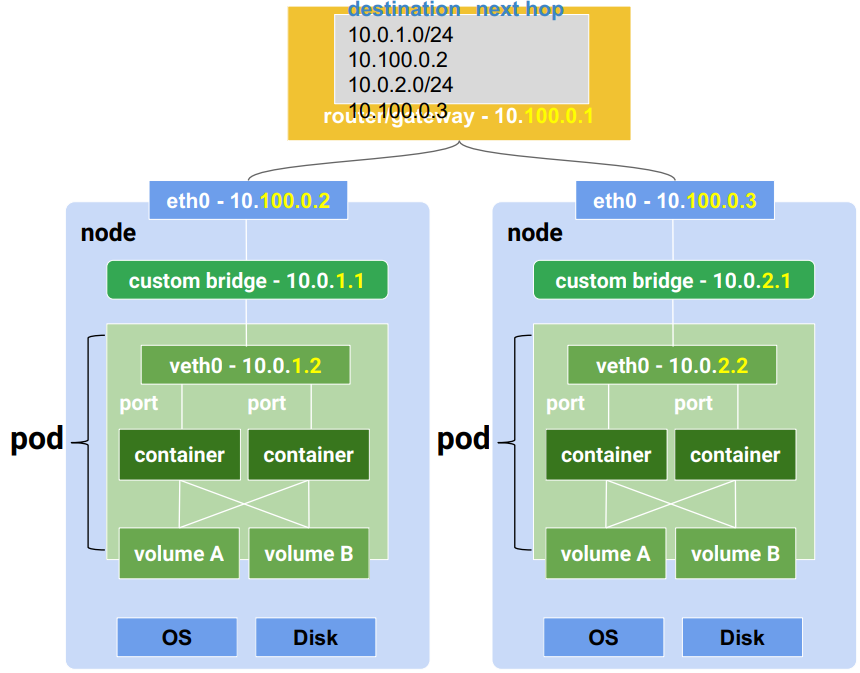 destination next hop
10.0.1.0/24
10.100.0.2
10.0.2.0/24
10.100.0.3
router/gateway - 10.100.0.1
eth0 - 10.100.0.2
node
custom bridge - 10.0.1.1
veth0 - 10.0.1.2
port port
pod
container container
volume A volume B
OS Disk
eth0 - 10.100.0.3
node
custom bridge - 10.0.2.1
veth0 - 10.0.2.2
port port
pod
container container
volume A volume B
OS Disk